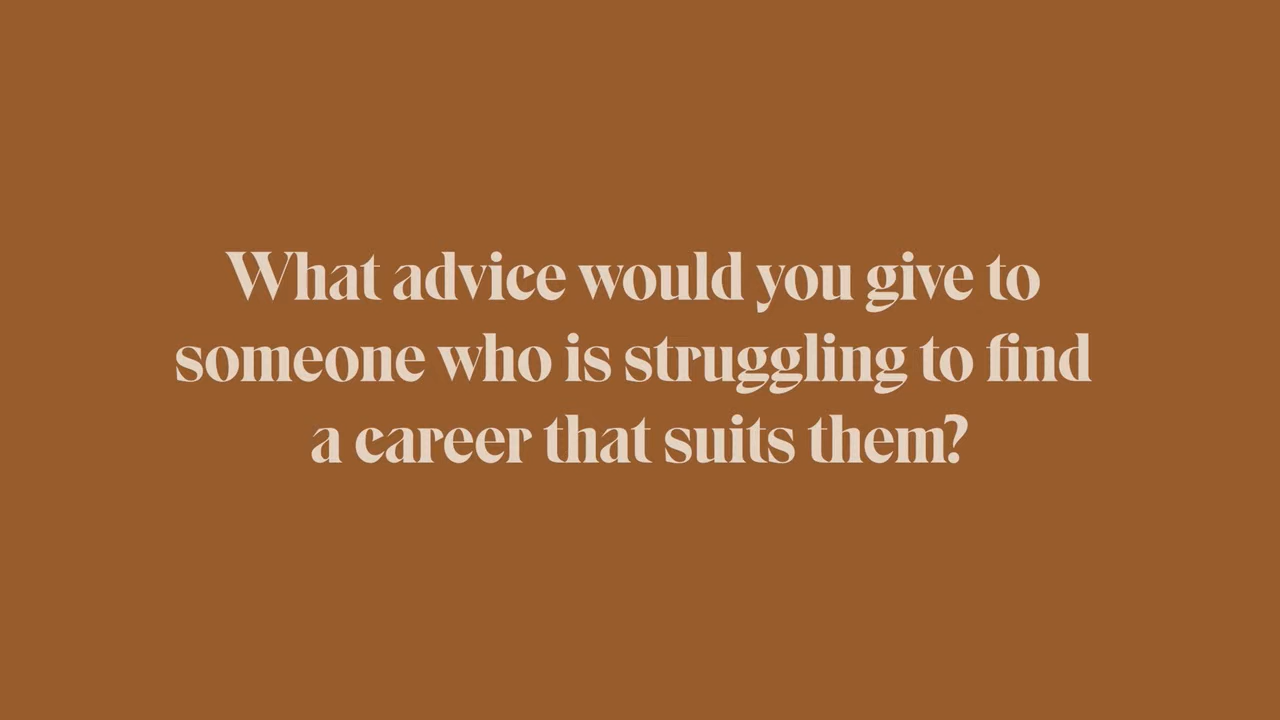 What advice would you give to
someone who is struggling to find
a career that suits them?